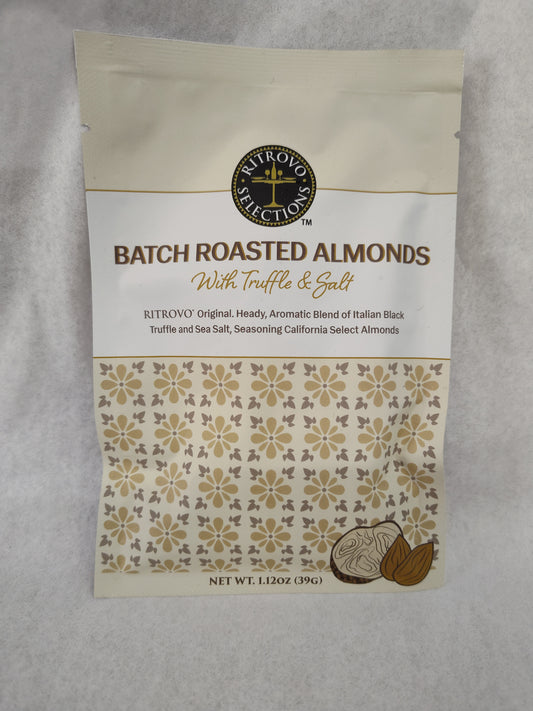 RITROVO
SELECTIONS
TM
BATCH ROASTED ALMONDS
With Truffle & Salt
RITROVO® Original. Heady, Aromatic Blend of Italian Black
Truffle and Sea Salt, Seasoning California Select Almonds
NET WT. 1.12OZ (39G)